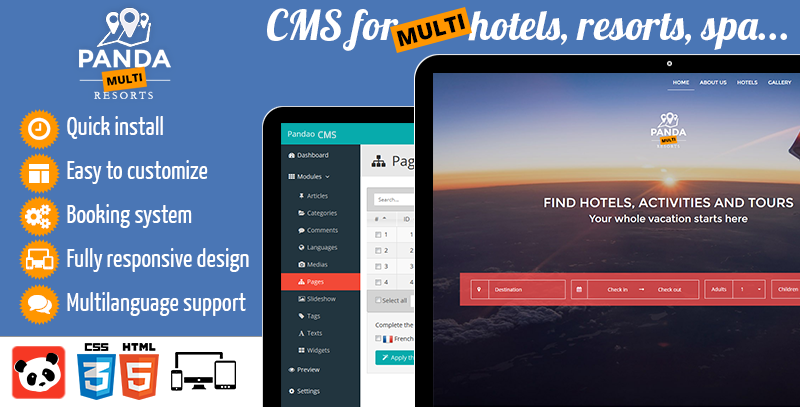 CMS for MULTI hotels, resorts, spa...
PANDA
MULTI
RESORTS
Quick install
Easy to customize
Booking system
Fully responsive design
Multilanguage support
CSS
3
HTML
5
Pandao CMS
Dashboard
Modules
Articles
Categories
Comments
Languages
Medias
Pages
Slideshow
Tags
Texts
Widgets
Preview
Settings
Pag
Search...
# ID
1 1
2 2
3 3
4 4
Select all
Complete the
French
Apply th
HOME ABOUT US HOTELS GALLERY
PANDA
MULTI
RESORTS
FIND HOTELS, ACTIVITIES AND TOURS
Your whole vacation starts here
Destination Check in → Check out Adults 1 Children